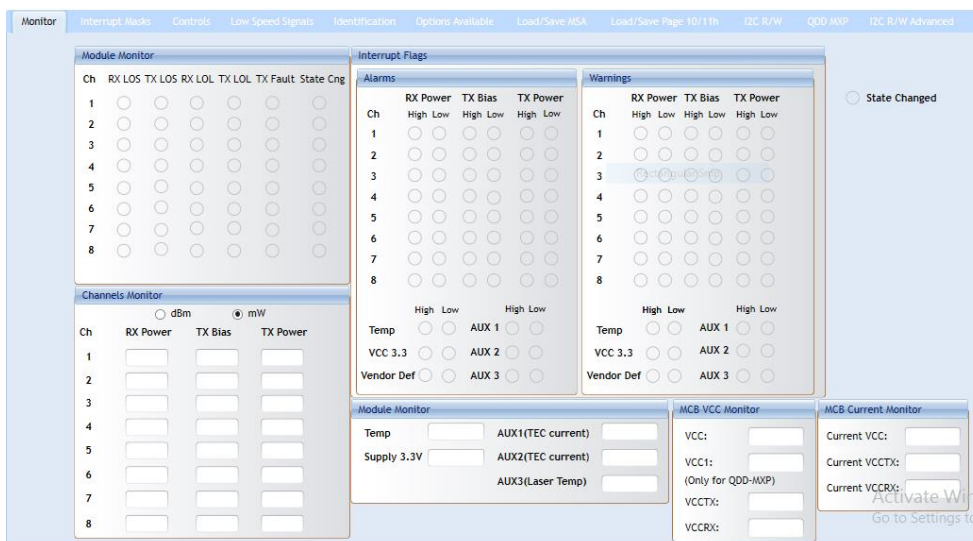 Monitor Interrupt Masks Controls Low Speed Signals Identification Options Available Load/Save MSA Load/Save Page 10/11h I2C R/W QDD MXP I2C R/W Advanced
Module Monitor
Ch RX LOS TX LOS RX LOL TX LOL TX Fault State Cng
1
2
3
4
5
6
7
8
Interrupt Flags
Alarms
RX Power TX Bias TX Power
Ch High Low High Low High Low
1
2
3
4
5
6
7
8
High Low High Low
Temp AUX 1
VCC 3.3 AUX 2
Vendor Def AUX 3
Warnings
RX Power TX Bias TX Power
Ch High Low High Low High Low
1
2
3 RectangularSnip
4
5
6
7
8
High Low High Low
Temp AUX 1
VCC 3.3 AUX 2
Vendor Def AUX 3
State Changed
Channels Monitor
dBm mW
Ch RX Power TX Bias TX Power
1
2
3
4
5
6
7
8
Module Monitor
Temp AUX1(TEC current)
Supply 3.3V AUX2(TEC current)
AUX3(Laser Temp)
MCB VCC Monitor
VCC:
VCC1:
(Only for QDD-MXP)
VCCTX:
VCCRX:
MCB Current Monitor
Current VCC:
Current VCCTX:
Current VCCRX:
Activate Win
Go to Settings to